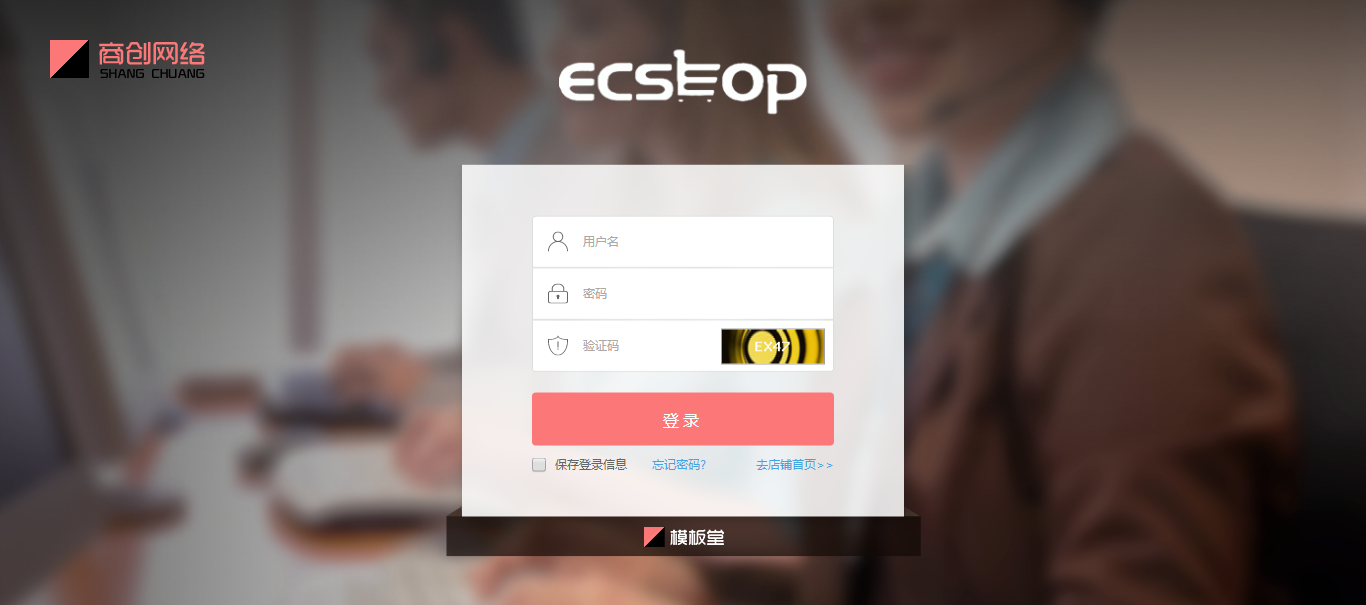 商创网络
SHANG CHUANG
ecshop
用户名
密码
验证码
EX47
登录
保存登录信息 忘记密码? 去店铺首页>>
模板堂